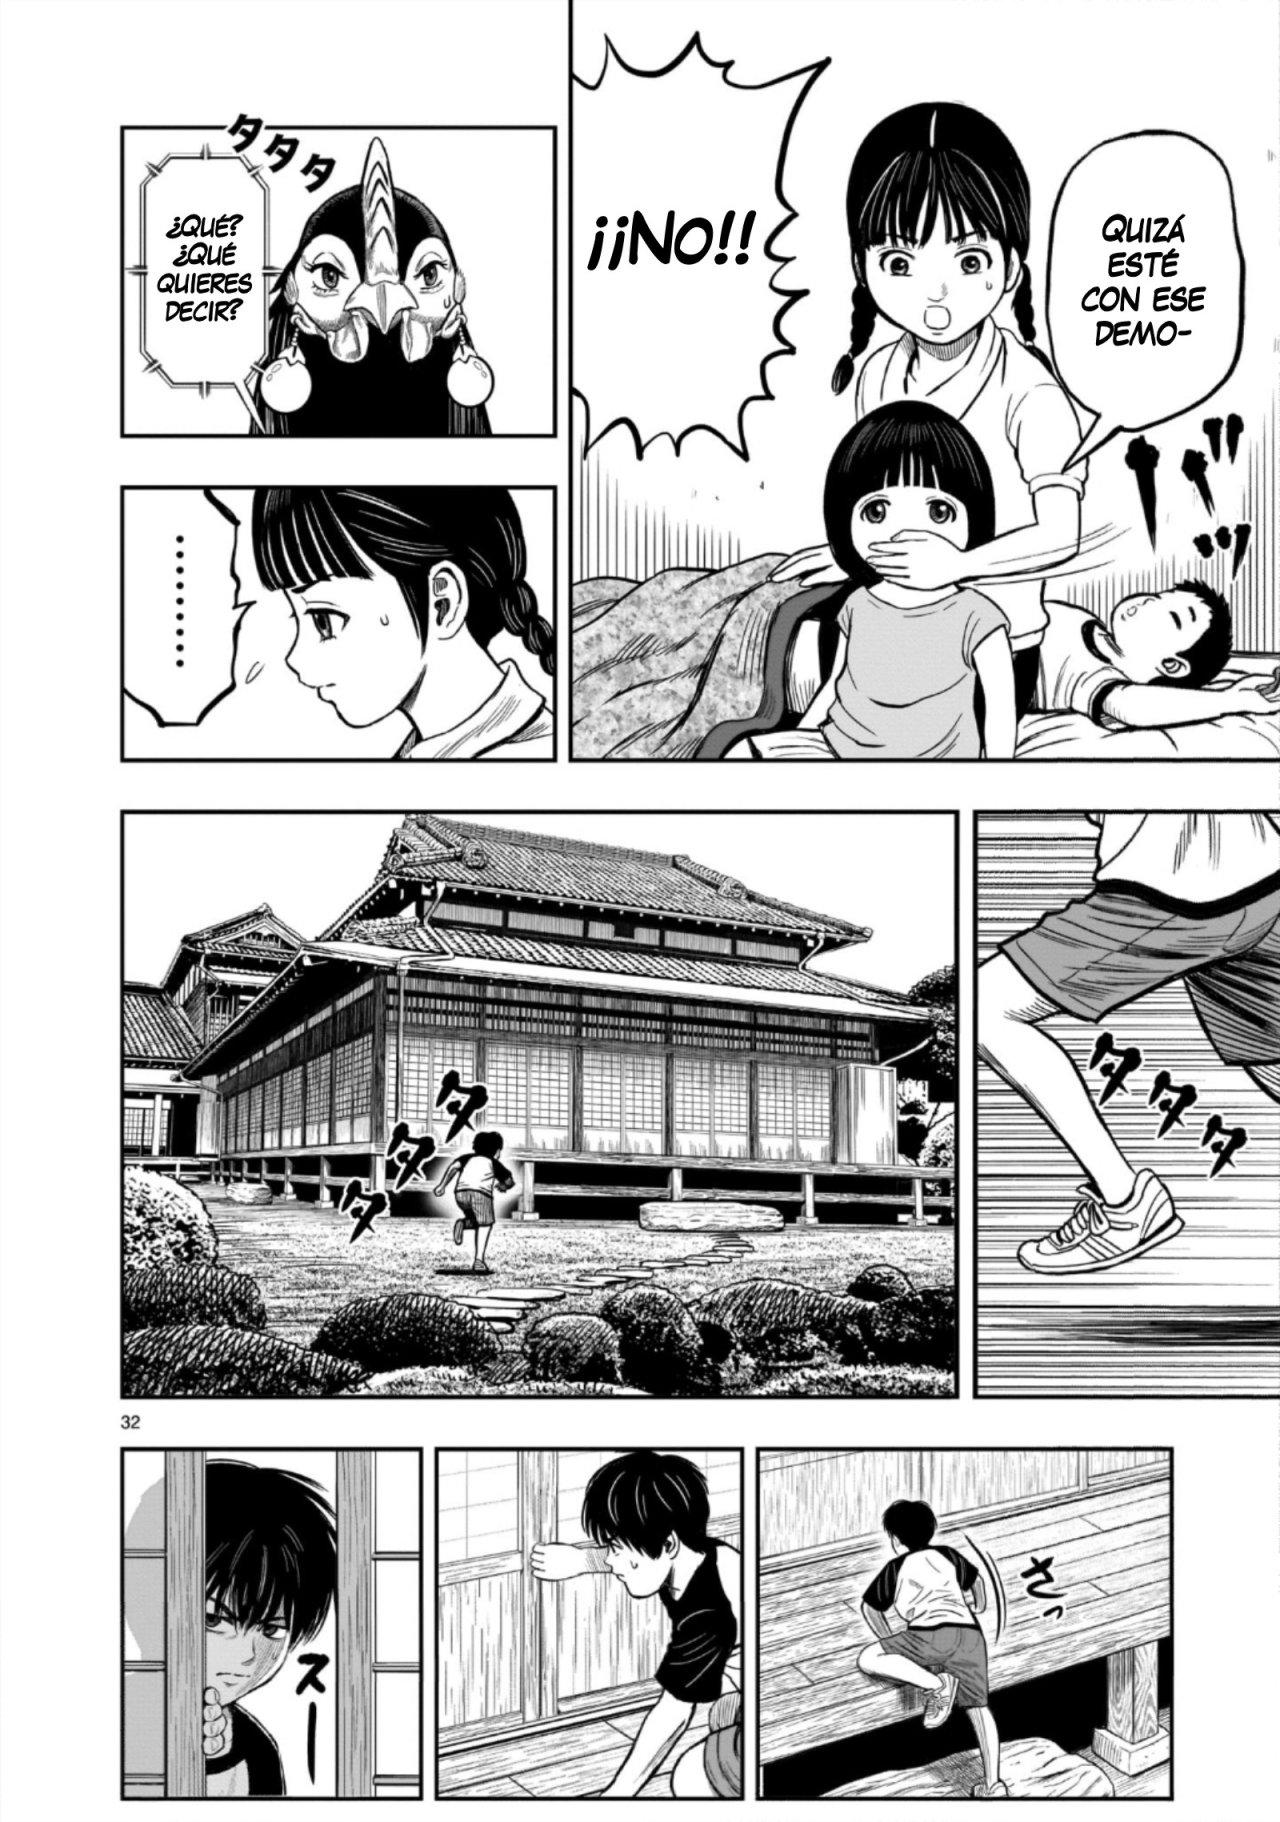 QUIZÁ
ESTÉ
CON ESE
DEMO-
¡¡NO!!
タタタ
¿QUÉ?
¿QUÉ
QUIERES
DECIR?
.........
タタタ
タタタ
32
さっ
スー